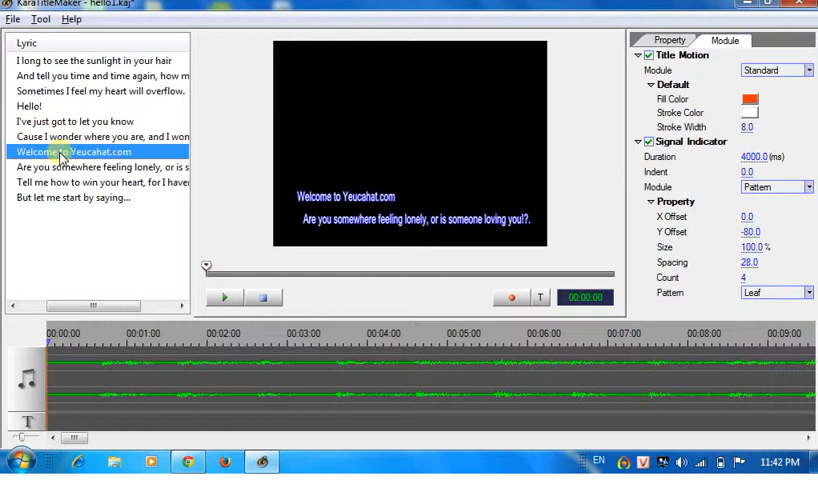 KaraTitleMaker - hello1.kaj*
File Tool Help
Lyric
I long to see the sunlight in your hair
And tell you time and time again, how m
Sometimes I feel my heart will overflow.
Hello!
I've just got to let you know
Cause I wonder where you are, and I won
Welcome to Yeucahat.com
Are you somewhere feeling lonely, or is s
Tell me how to win your heart, for I haven
But let me start by saying...
Welcome to Yeucahat.com
Are you somewhere feeling lonely, or is someone loving you!?.
T
00:00:00
Property Module
Title Motion
Module Standard
Default
Fill Color
Stroke Color
Stroke Width 8.0
Signal Indicator
Duration 4000.0 (ms)
Indent 0.0
Module Pattern
Property
X Offset 0.0
Y Offset -80.0
Size 100.0 %
Spacing 28.0
Count 4
Pattern Leaf
00:00:00 00:01:00 00:02:00 00:03:00 00:04:00 00:05:00 00:06:00 00:07:00 00:08:00 00:09:00
T
EN
11:42 PM